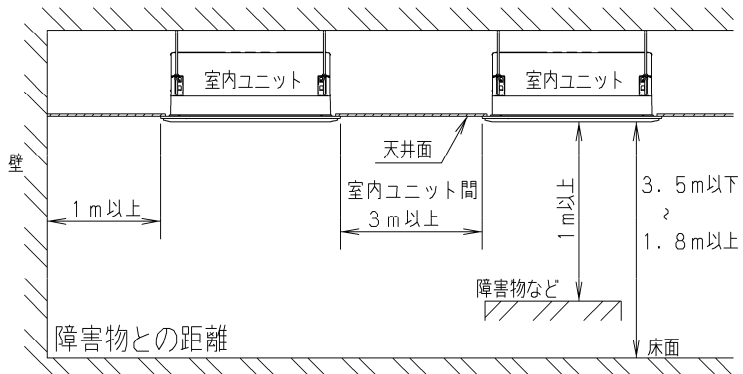 室内ユニット
室内ユニット
天井面
壁
1m以上
室内ユニット間
3m以上
1m以上
3.5m以下
~
1.8m以上
障害物など
障害物との距離
床面